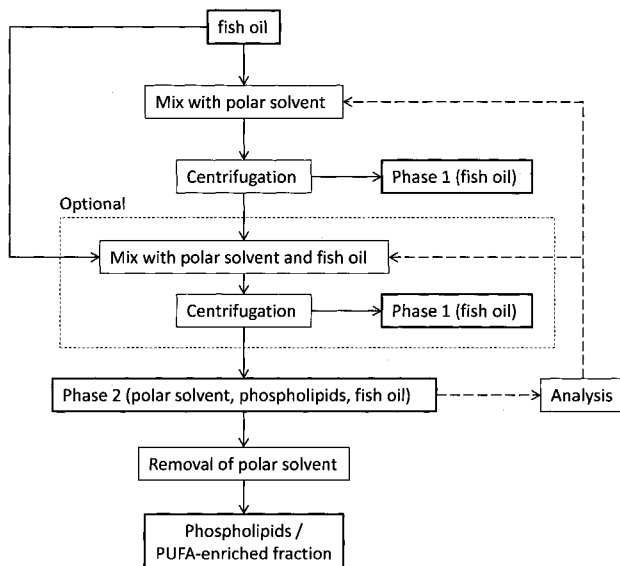 fish oil
Mix with polar solvent
Centrifugation
Phase 1 (fish oil)
Optional
Mix with polar solvent and fish oil
Centrifugation
Phase 1 (fish oil)
Phase 2 (polar solvent, phospholipids, fish oil)
Analysis
Removal of polar solvent
Phospholipids /
PUFA-enriched fraction